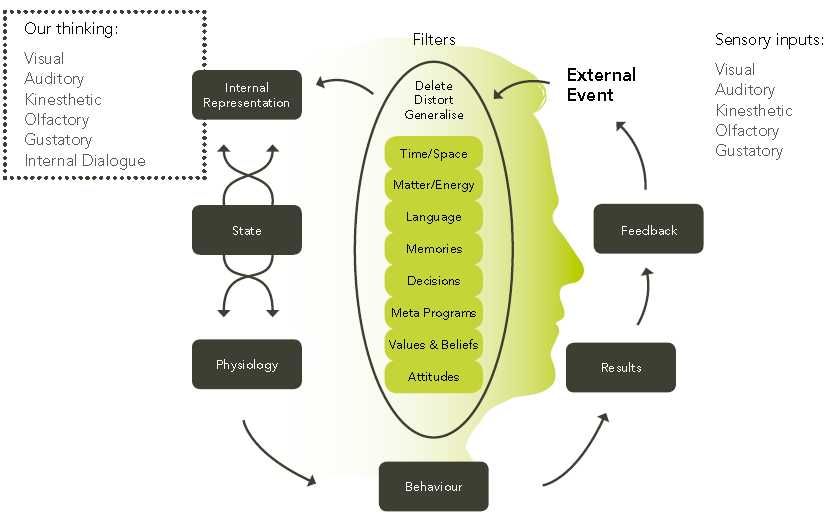 Our thinking:
Visual
Auditory
Kinesthetic
Olfactory
Gustatory
Internal Dialogue
Internal
Representation
State
Physiology
Filters
Delete
Distort
Generalise
Time/Space
Matter/Energy
Language
Memories
Decisions
Meta Programs
Values & Beliefs
Attitudes
Behaviour
External
Event
Feedback
Results
Sensory inputs:
Visual
Auditory
Kinesthetic
Olfactory
Gustatory